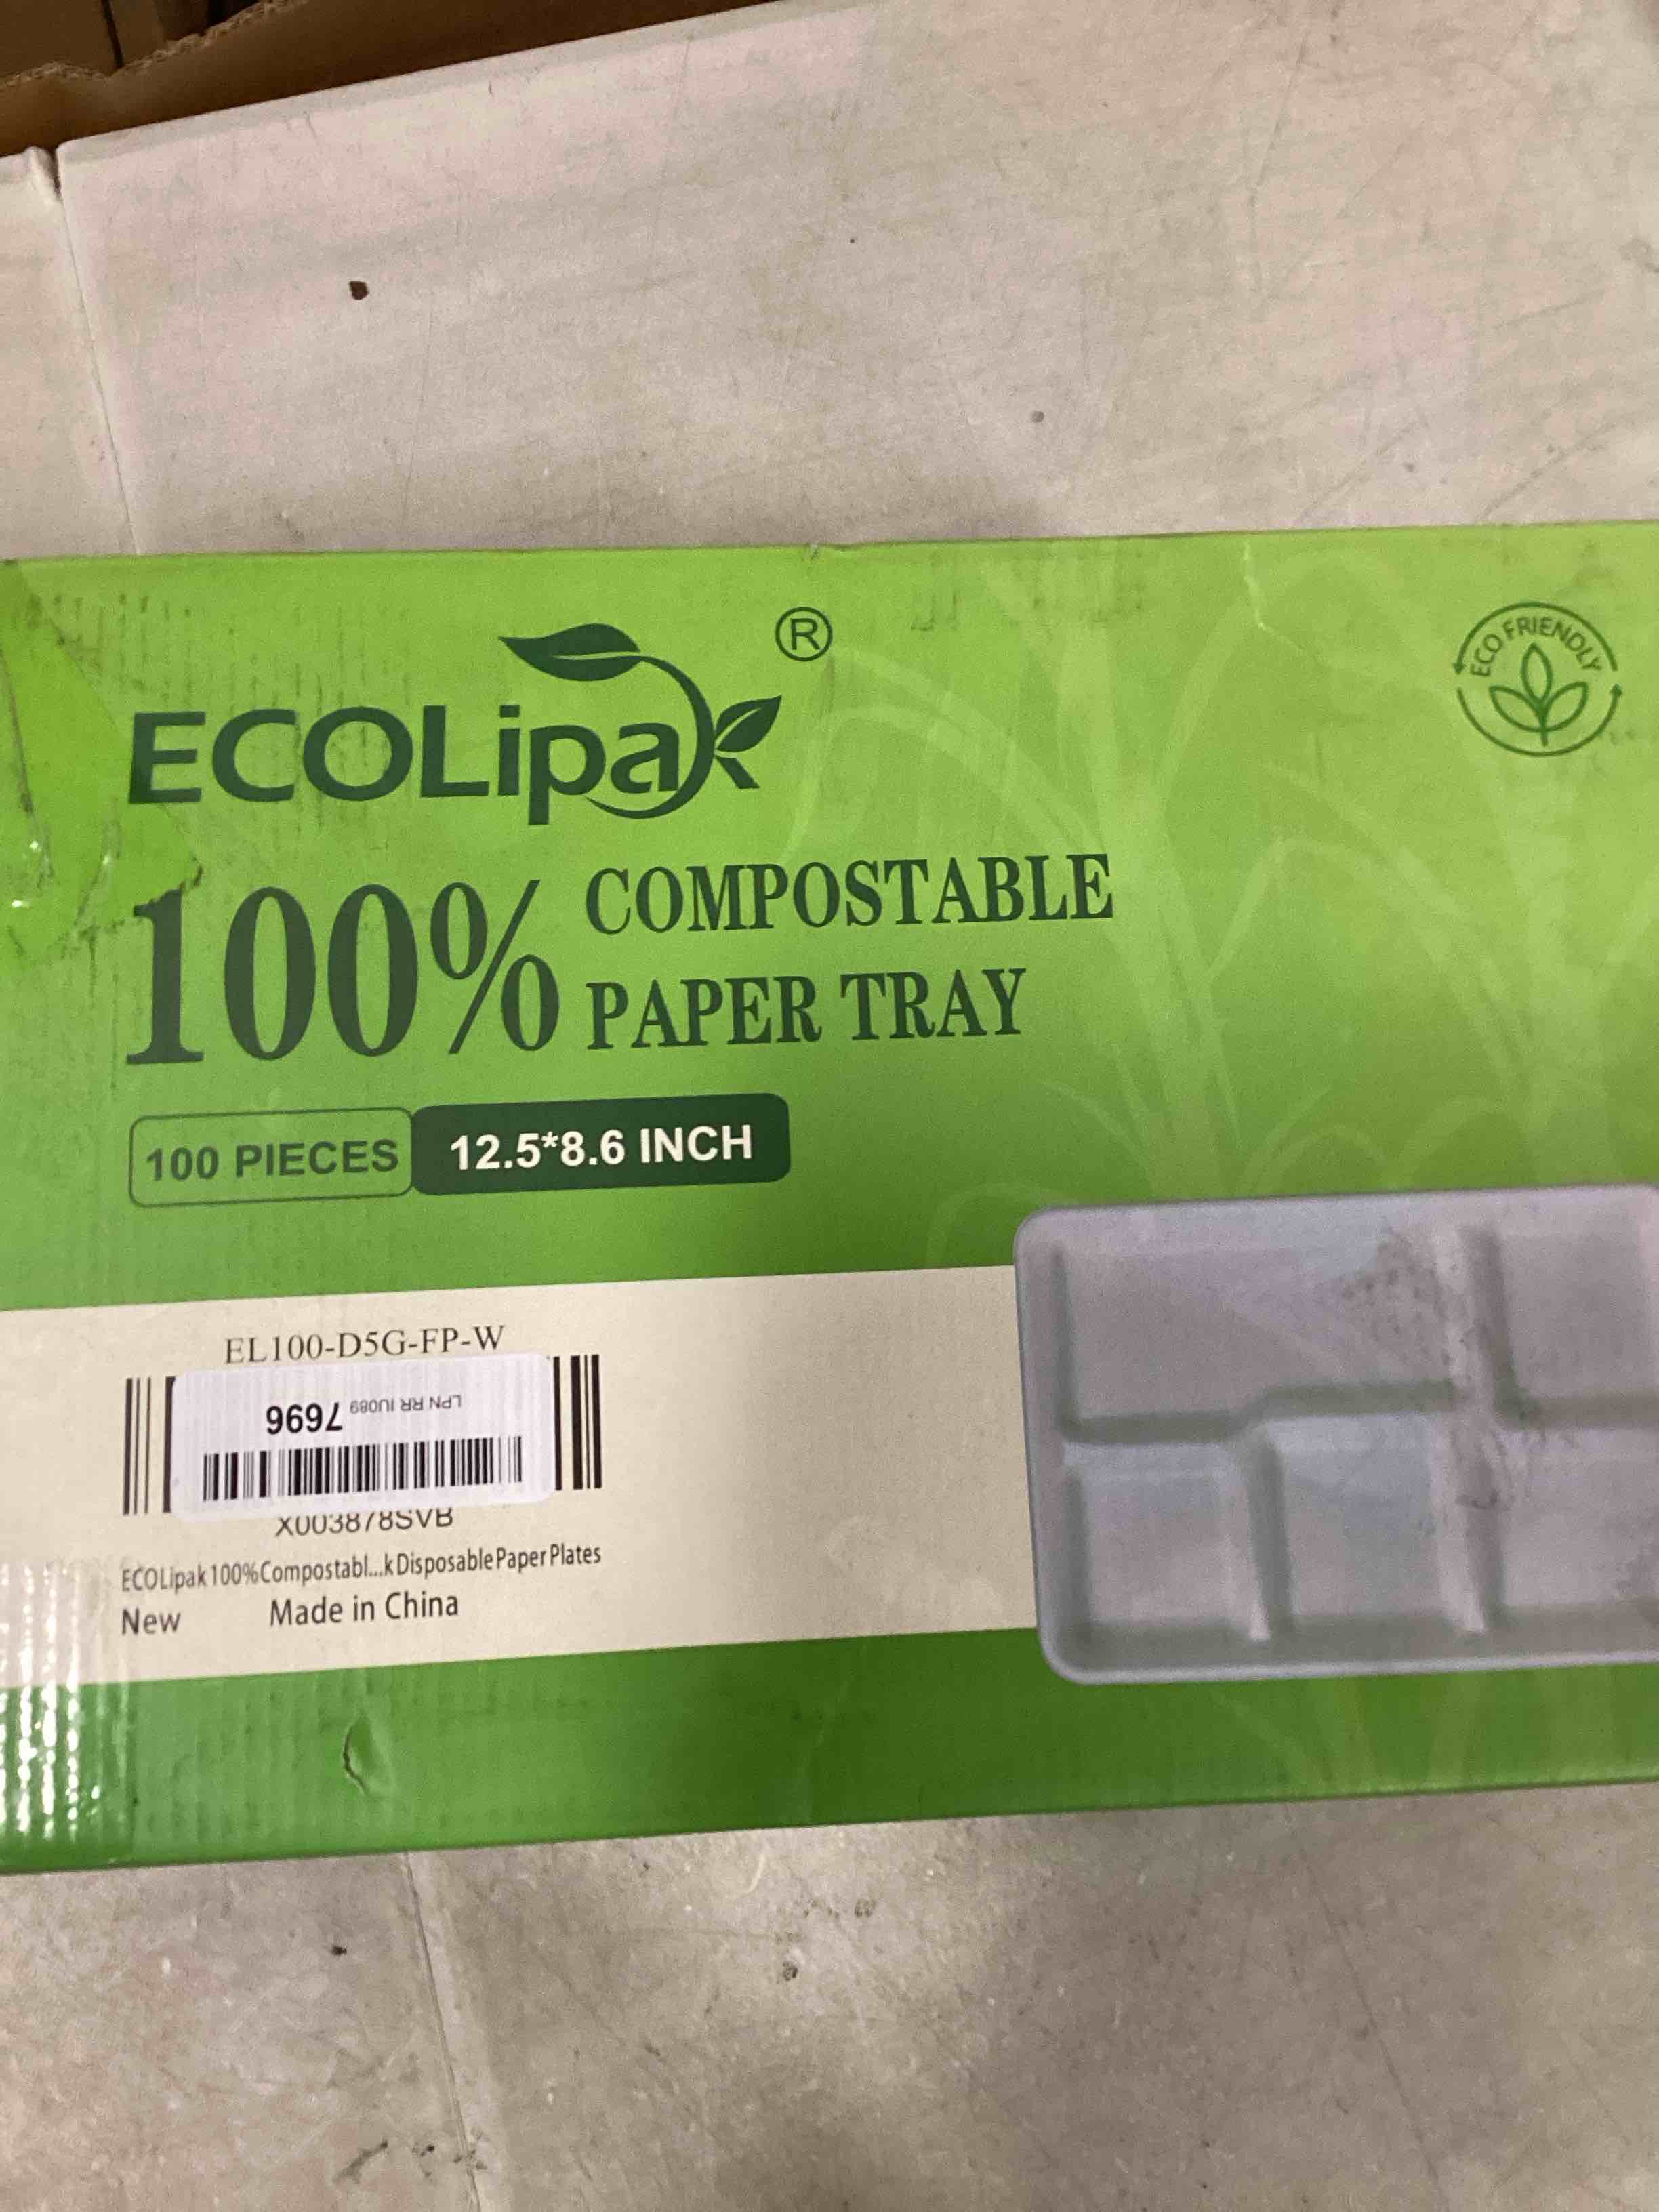 ECOLipak®
ECO FRIENDLY
100% COMPOSTABLE
PAPER TRAY
100 PIECES 12.5*8.6 INCH
EL100-D5G-FP-W
LPN RR IU089 7696
X003878SVB
ECOLipak 100% Compostabl...k Disposable Paper Plates
New Made in China